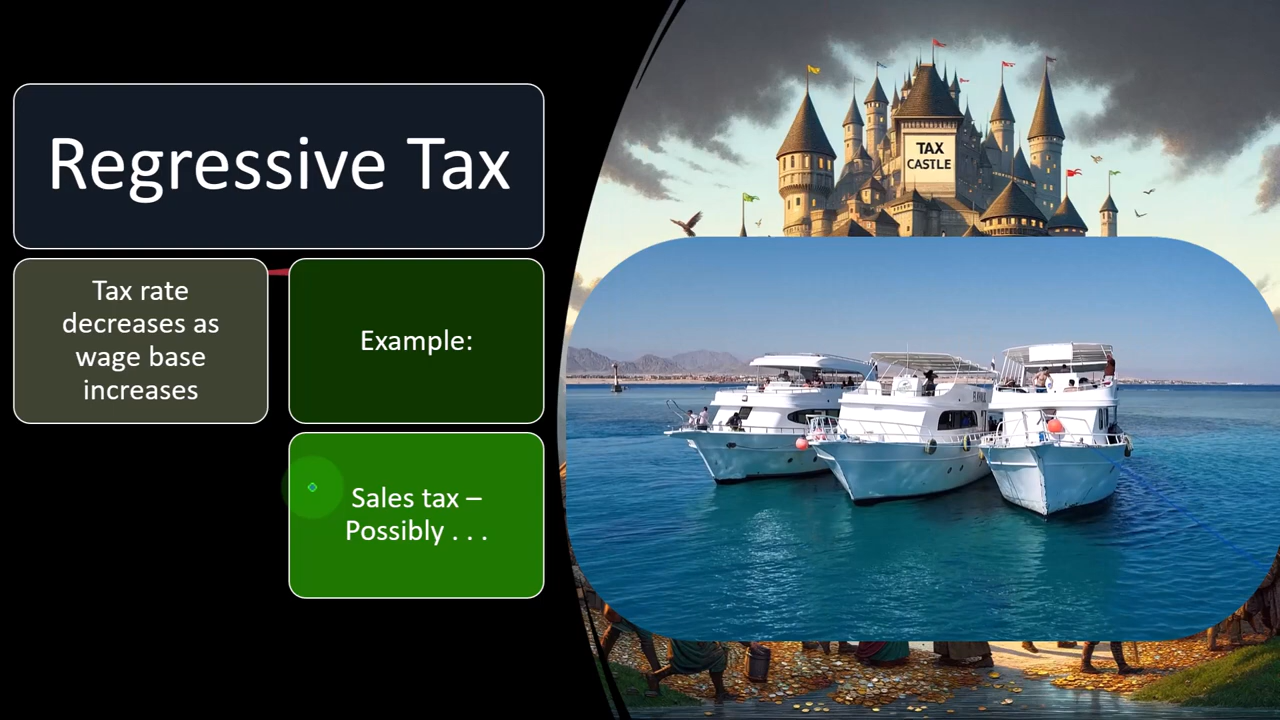 Regressive Tax
Tax rate
decreases as
wage base
increases
Example:
Sales tax –
Possibly . . .
TAX
CASTLE